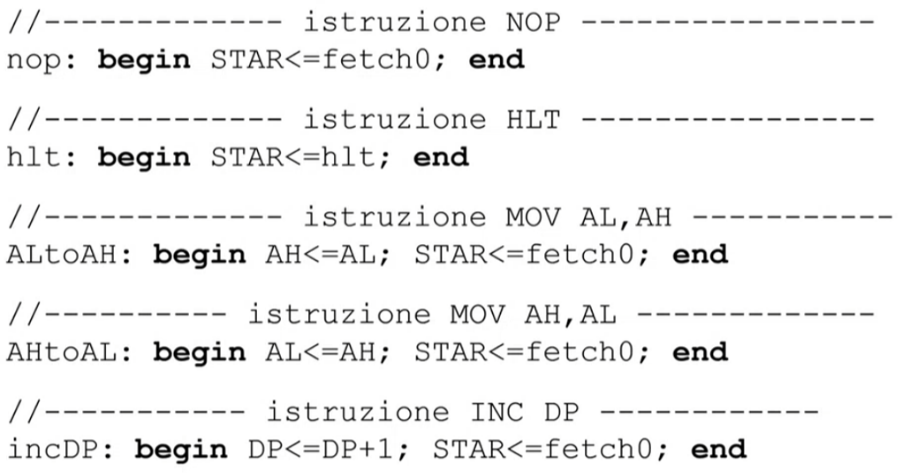 //------------- istruzione NOP ----------------
nop: begin STAR<=fetch0; end
//------------- istruzione HLT ----------------
hlt: begin STAR<=hlt; end
//------------- istruzione MOV AL,AH -----------
ALtoAH: begin AH<=AL; STAR<=fetch0; end
//---------- istruzione MOV AH,AL -------------
AHtoAL: begin AL<=AH; STAR<=fetch0; end
//----------- istruzione INC DP ------------
incDP: begin DP<=DP+1; STAR<=fetch0; end